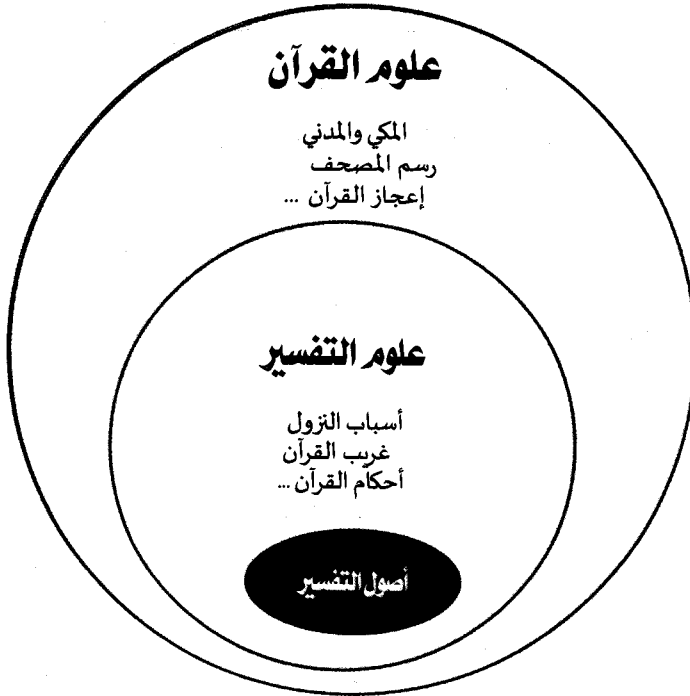 علوم القرآن
المكي والمدني
رسم المصحف
إعجاز القرآن ...
علوم التفسير
أسباب النزول
غريب القرآن
أحكام القرآن ...
أصول التفسير